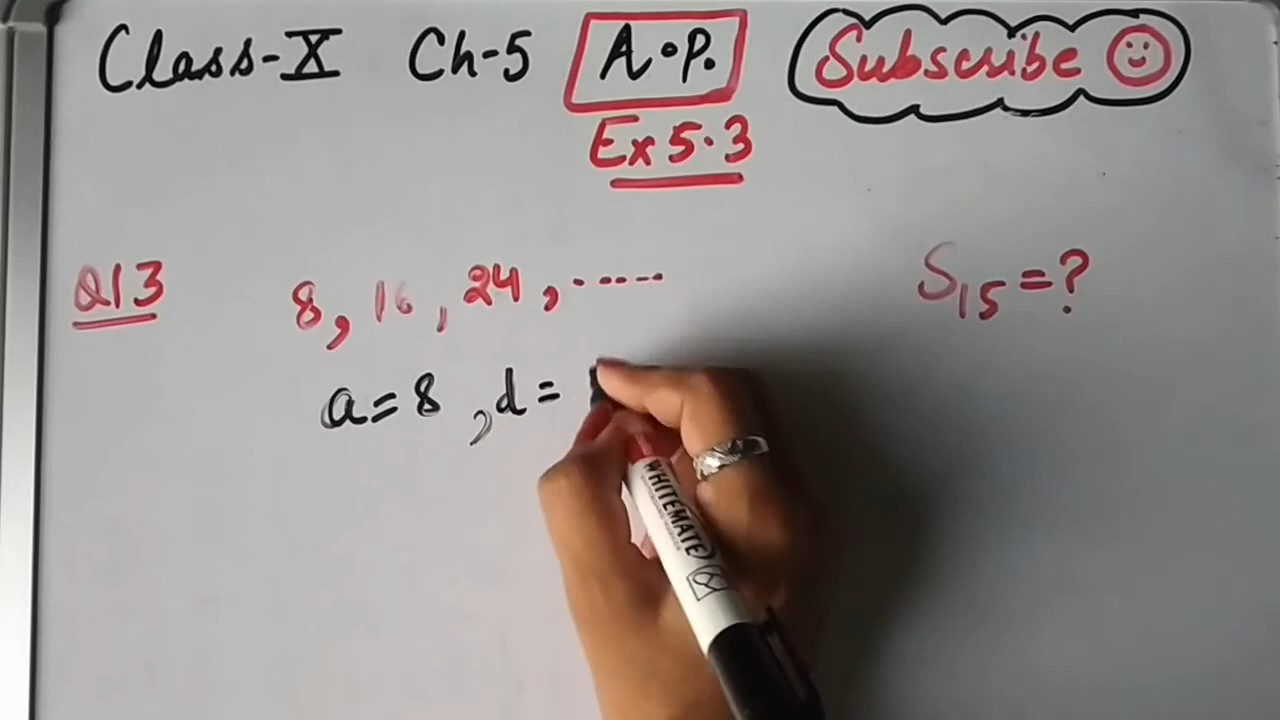 Class-X Ch-5 A.P. Subscribe
Ex 5.3
Q13 8, 16, 24, ...... S15=?
a=8 , d=
WHITEMATE